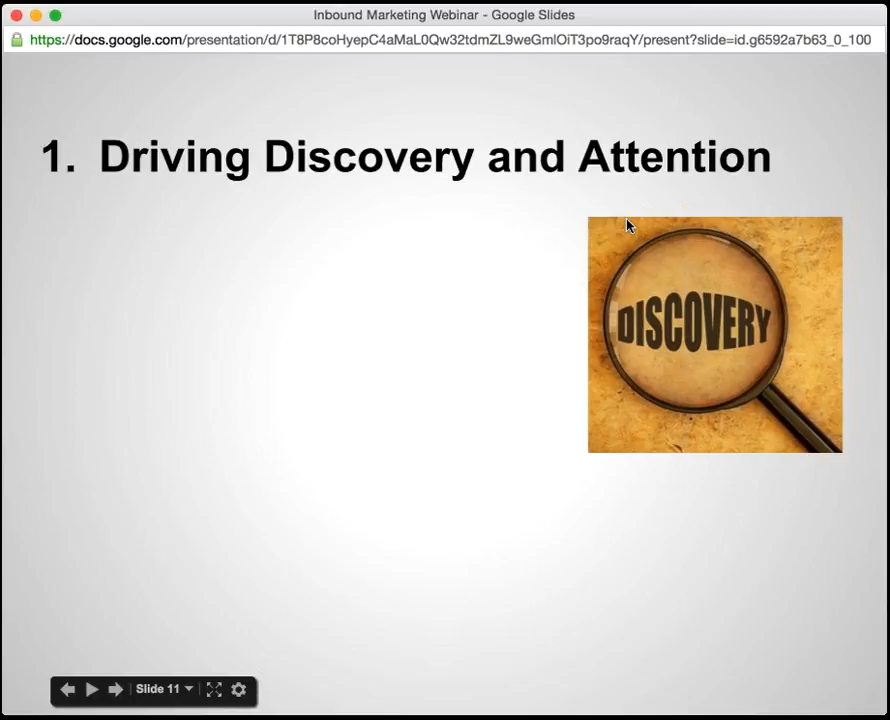 Inbound Marketing Webinar - Google Slides
https://docs.google.com/presentation/d/1T8P8coHyepC4aMaL0Qw32tdmZL9weGmlOiT3po9raqY/present?slide=id.g6592a7b63_0_100
1. Driving Discovery and Attention
DISCOVERY
Slide 11